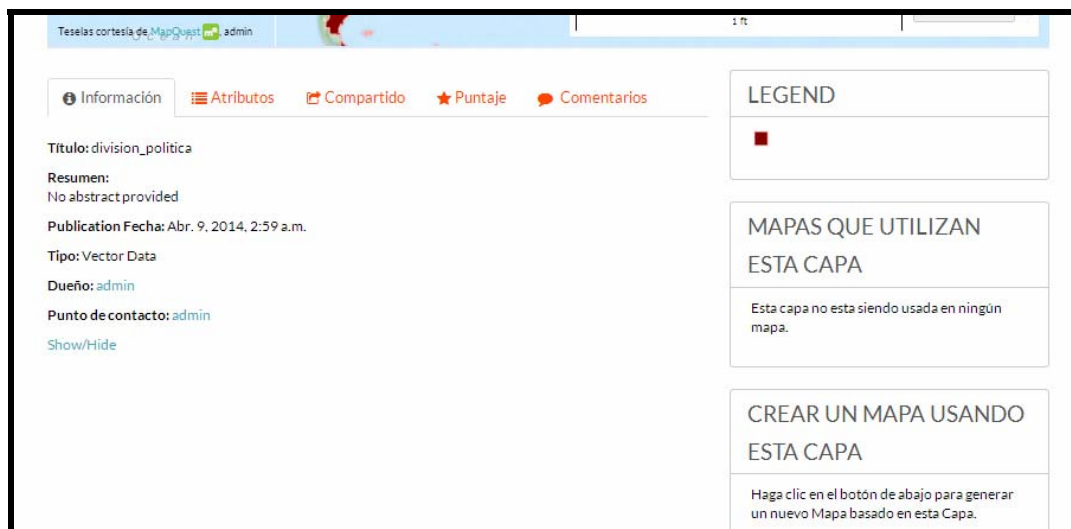 Teselas cortesía de MapQuest, admin
1 ft
Información
Atributos
Compartido
Puntaje
Comentarios
Título: division_politica
Resumen:
No abstract provided
Publication Fecha: Abr. 9, 2014, 2:59 a.m.
Tipo: Vector Data
Dueño: admin
Punto de contacto: admin
Show/Hide
LEGEND
MAPAS QUE UTILIZAN
ESTA CAPA
Esta capa no esta siendo usada en ningún
mapa.
CREAR UN MAPA USANDO
ESTA CAPA
Haga clic en el botón de abajo para generar
un nuevo Mapa basado en esta Capa.